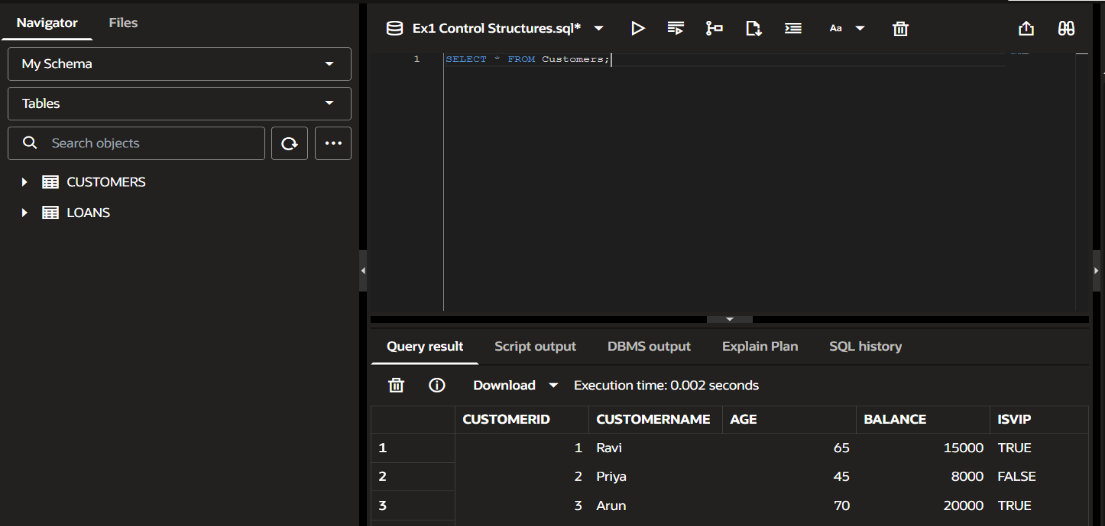 Navigator Files
My Schema
Tables
Search objects
CUSTOMERS
LOANS
Ex1 Control Structures.sql*
Aa
1 SELECT * FROM Customers;
Query result Script output DBMS output Explain Plan SQL history
Download Execution time: 0.002 seconds
CUSTOMERID CUSTOMERNAME AGE BALANCE ISVIP
1 1 Ravi 65 15000 TRUE
2 2 Priya 45 8000 FALSE
3 3 Arun 70 20000 TRUE